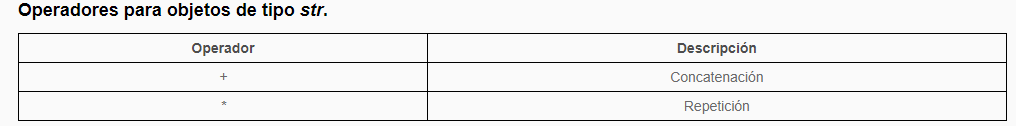 Operadores para objetos de tipo str.
Operador Descripción
+ Concatenación
* Repetición